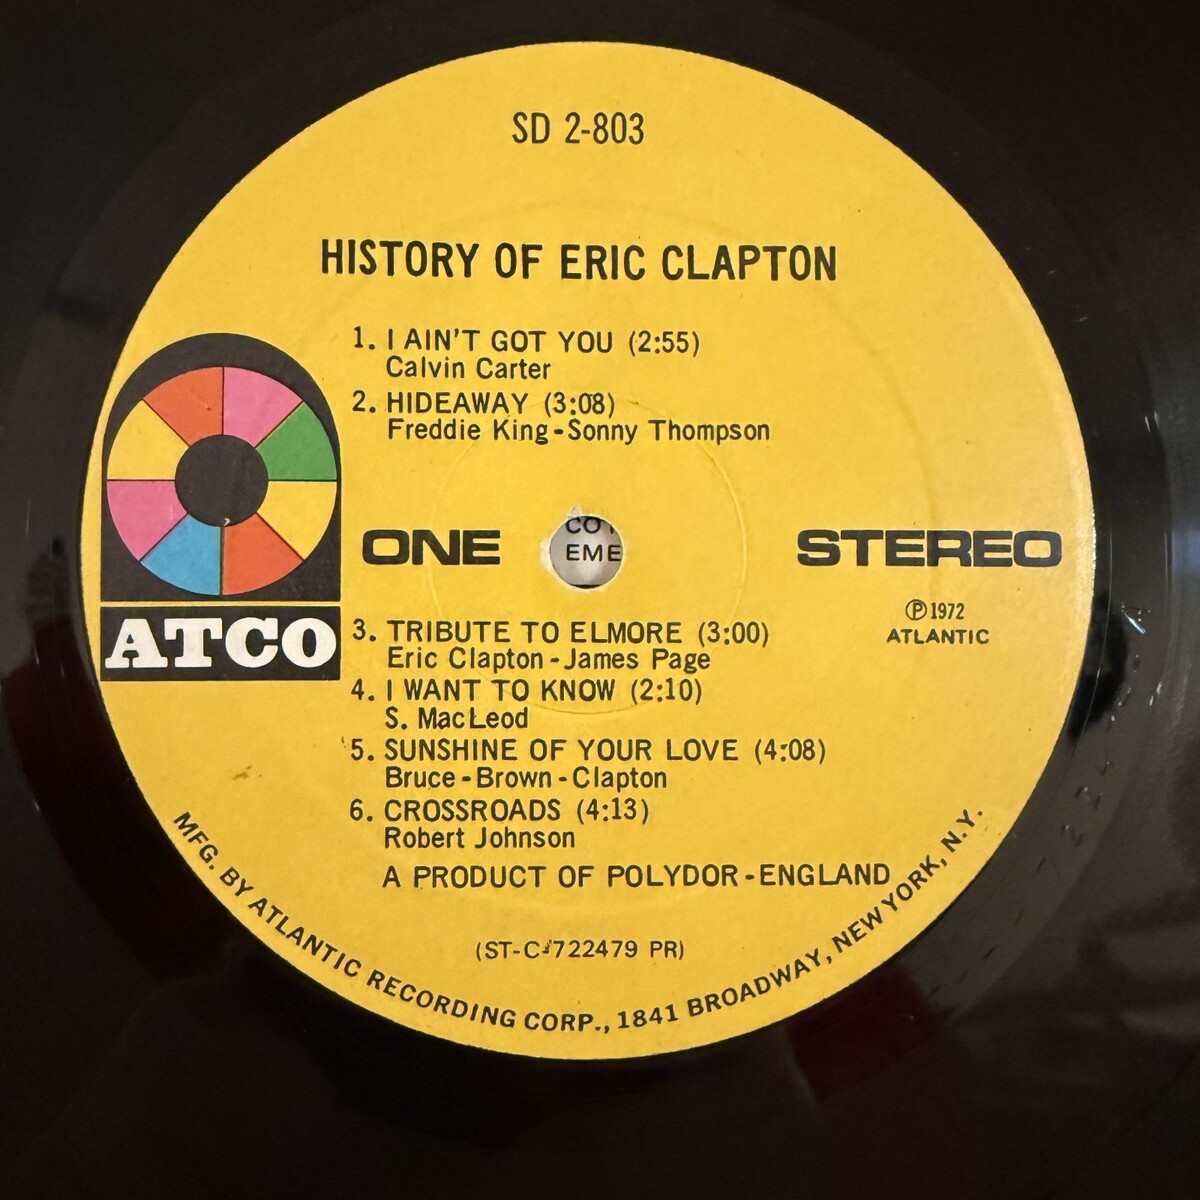 SD 2-803
HISTORY OF ERIC CLAPTON
1. I AIN'T GOT YOU (2:55)
Calvin Carter
2. HIDEAWAY (3:08)
Freddie King-Sonny Thompson
ONE
STEREO
℗ 1972
ATLANTIC
ATCO
3. TRIBUTE TO ELMORE (3:00)
Eric Clapton-James Page
4. I WANT TO KNOW (2:10)
S. MacLeod
5. SUNSHINE OF YOUR LOVE (4:08)
Bruce-Brown-Clapton
6. CROSSROADS (4:13)
Robert Johnson
A PRODUCT OF POLYDOR-ENGLAND
(ST-C-722479 PR)
MFG. BY ATLANTIC RECORDING CORP., 1841 BROADWAY, NEW YORK, N.Y.